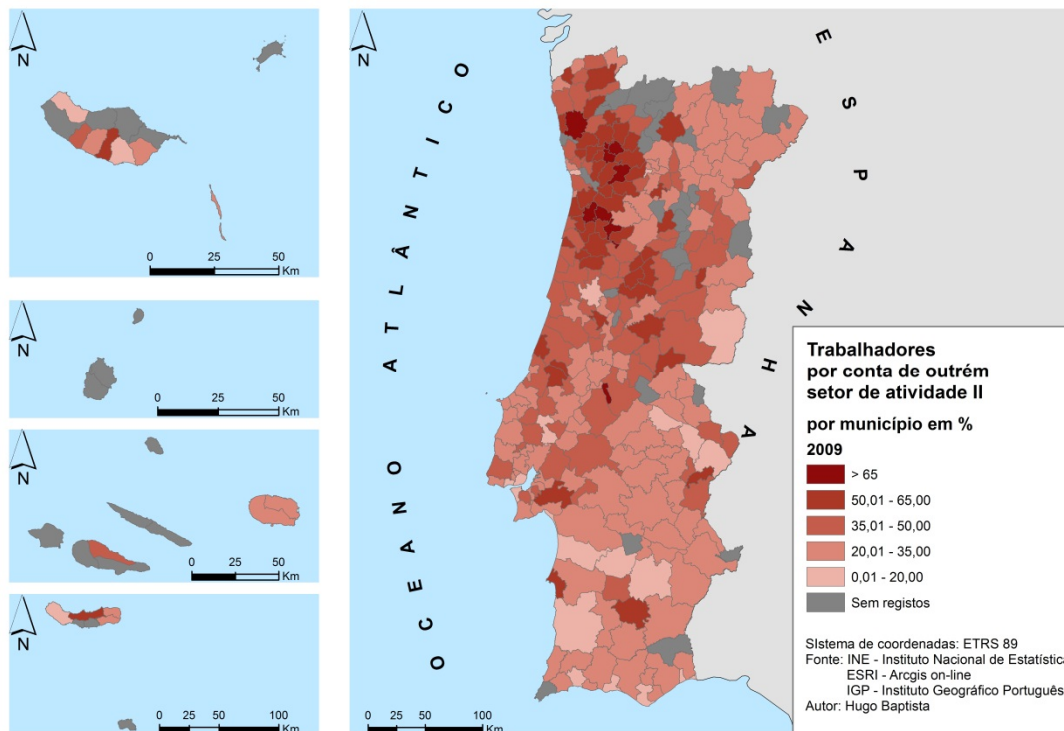 N
0 25 50
Km
N
0 25 50
Km
N
0 25 50
Km
N
0 50 100
Km
N
OCEANO ATLÂNTICO
ESPANHA
0 50 100
Km
Trabalhadores
por conta de outrém
setor de atividade II
por município em %
2009
> 65
50,01 - 65,00
35,01 - 50,00
20,01 - 35,00
0,01 - 20,00
Sem registos
SIstema de coordenadas: ETRS 89
Fonte: INE - Instituto Nacional de Estatística
ESRI - Arcgis on-line
IGP - Instituto Geográfico Português
Autor: Hugo Baptista